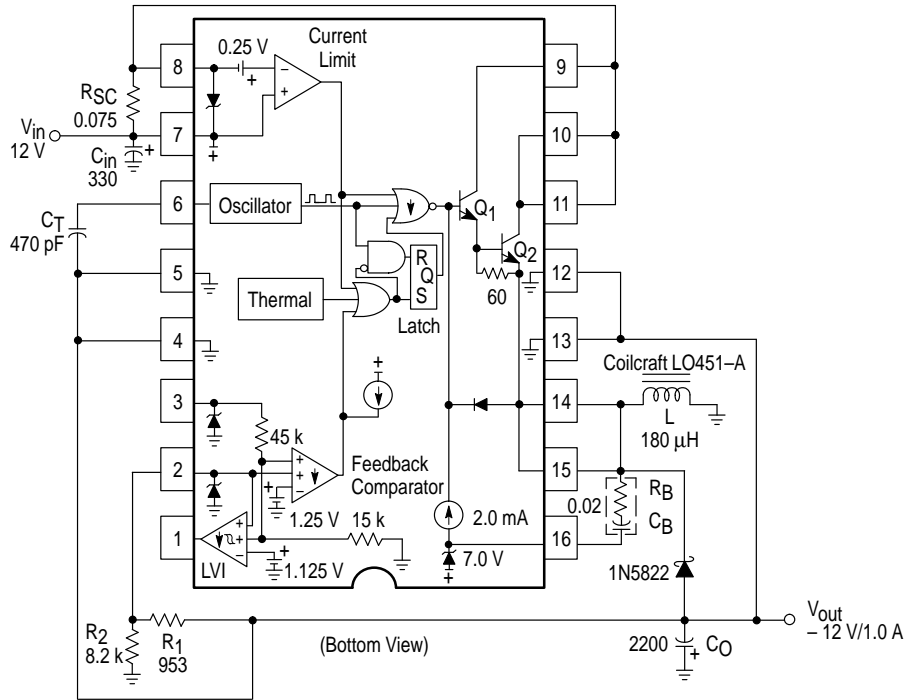 Current
Limit
0.25 V
+
−
+
8
9
RSC
0.075
Vin
12 V
7
+
10
Cin
330
+
6
Oscillator
Q1
11
CT
470 pF
Q2
5
R
Q
S
60
12
Thermal
Latch
4
13
Coilcraft LO451–A
+
3
14
L
180 µH
45 k
2
+
+
−
Feedback
Comparator
15
RB
0.02
CB
+
1.25 V
15 k
2.0 mA
1
+
−
+
16
LVI
1.125 V
7.0 V
+
1N5822
R2
8.2 k
R1
953
(Bottom View)
Vout
– 12 V/1.0 A
2200
+
CO